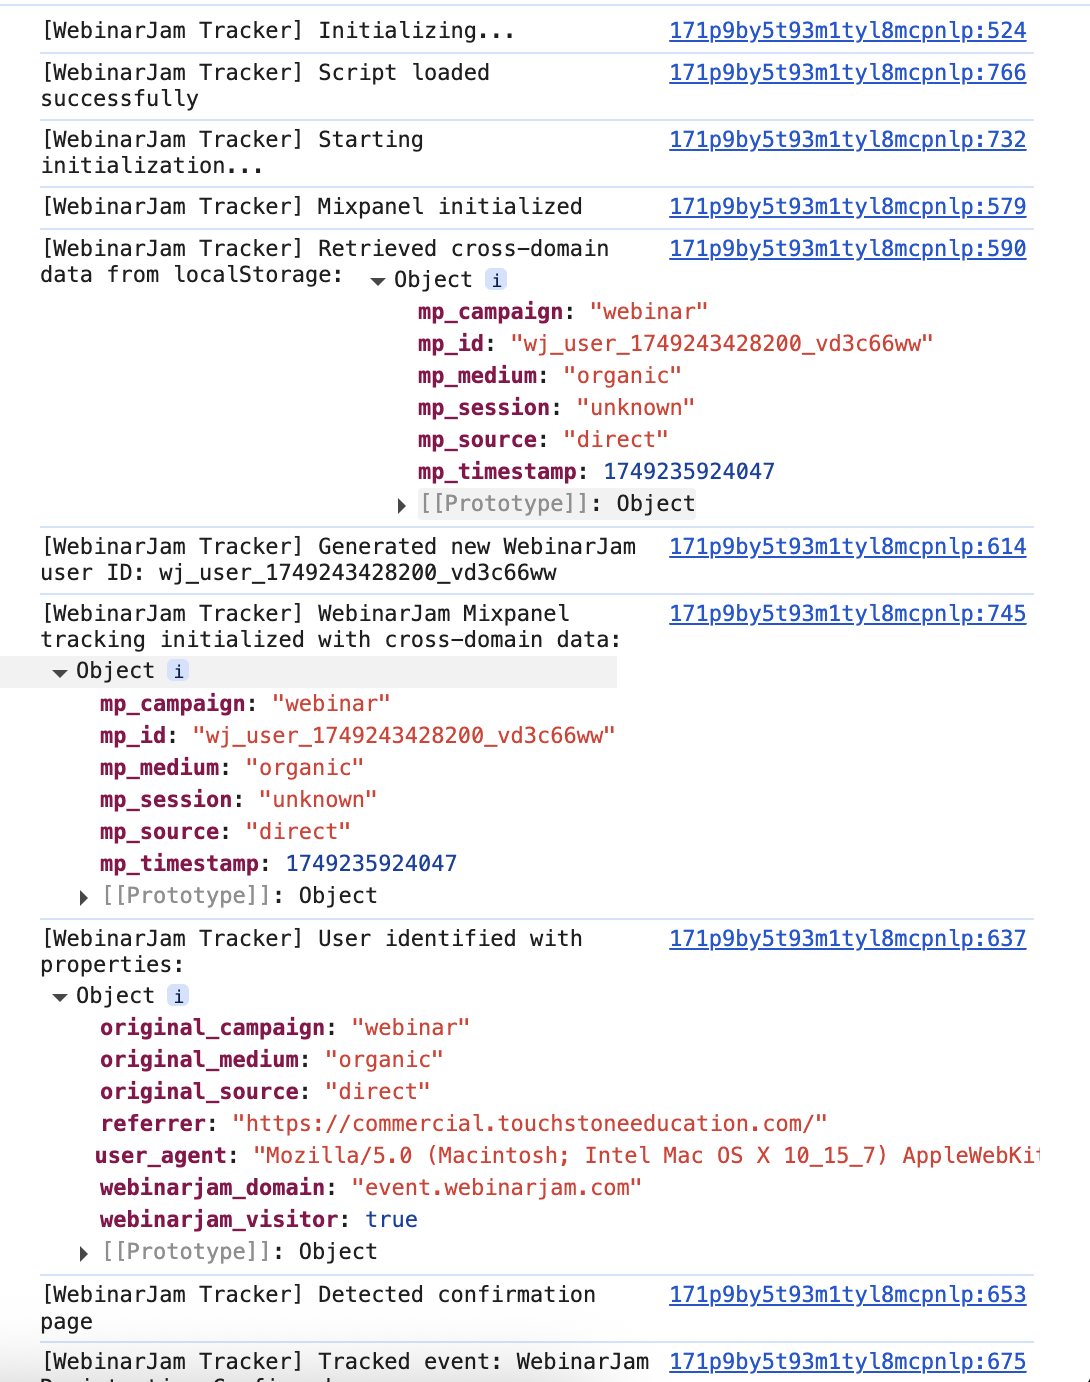 [WebinarJam Tracker] Initializing... 171p9by5t93m1tyl8mcpnlp:524
[WebinarJam Tracker] Script loaded 171p9by5t93m1tyl8mcpnlp:766
successfully
[WebinarJam Tracker] Starting 171p9by5t93m1tyl8mcpnlp:732
initialization...
[WebinarJam Tracker] Mixpanel initialized 171p9by5t93m1tyl8mcpnlp:579
[WebinarJam Tracker] Retrieved cross-domain 171p9by5t93m1tyl8mcpnlp:590
data from localStorage: ▼ Object i
mp_campaign: "webinar"
mp_id: "wj_user_1749243428200_vd3c66ww"
mp_medium: "organic"
mp_session: "unknown"
mp_source: "direct"
mp_timestamp: 1749235924047
▶ [[Prototype]]: Object
[WebinarJam Tracker] Generated new WebinarJam 171p9by5t93m1tyl8mcpnlp:614
user ID: wj_user_1749243428200_vd3c66ww
[WebinarJam Tracker] WebinarJam Mixpanel 171p9by5t93m1tyl8mcpnlp:745
tracking initialized with cross-domain data:
▼ Object i
mp_campaign: "webinar"
mp_id: "wj_user_1749243428200_vd3c66ww"
mp_medium: "organic"
mp_session: "unknown"
mp_source: "direct"
mp_timestamp: 1749235924047
▶ [[Prototype]]: Object
[WebinarJam Tracker] User identified with 171p9by5t93m1tyl8mcpnlp:637
properties:
▼ Object i
original_campaign: "webinar"
original_medium: "organic"
original_source: "direct"
referrer: "https://commercial.touchstoneeducation.com/"
user_agent: "Mozilla/5.0 (Macintosh; Intel Mac OS X 10_15_7) AppleWebKit
webinarjam_domain: "event.webinarjam.com"
webinarjam_visitor: true
▶ [[Prototype]]: Object
[WebinarJam Tracker] Detected confirmation 171p9by5t93m1tyl8mcpnlp:653
page
[WebinarJam Tracker] Tracked event: WebinarJam 171p9by5t93m1tyl8mcpnlp:675